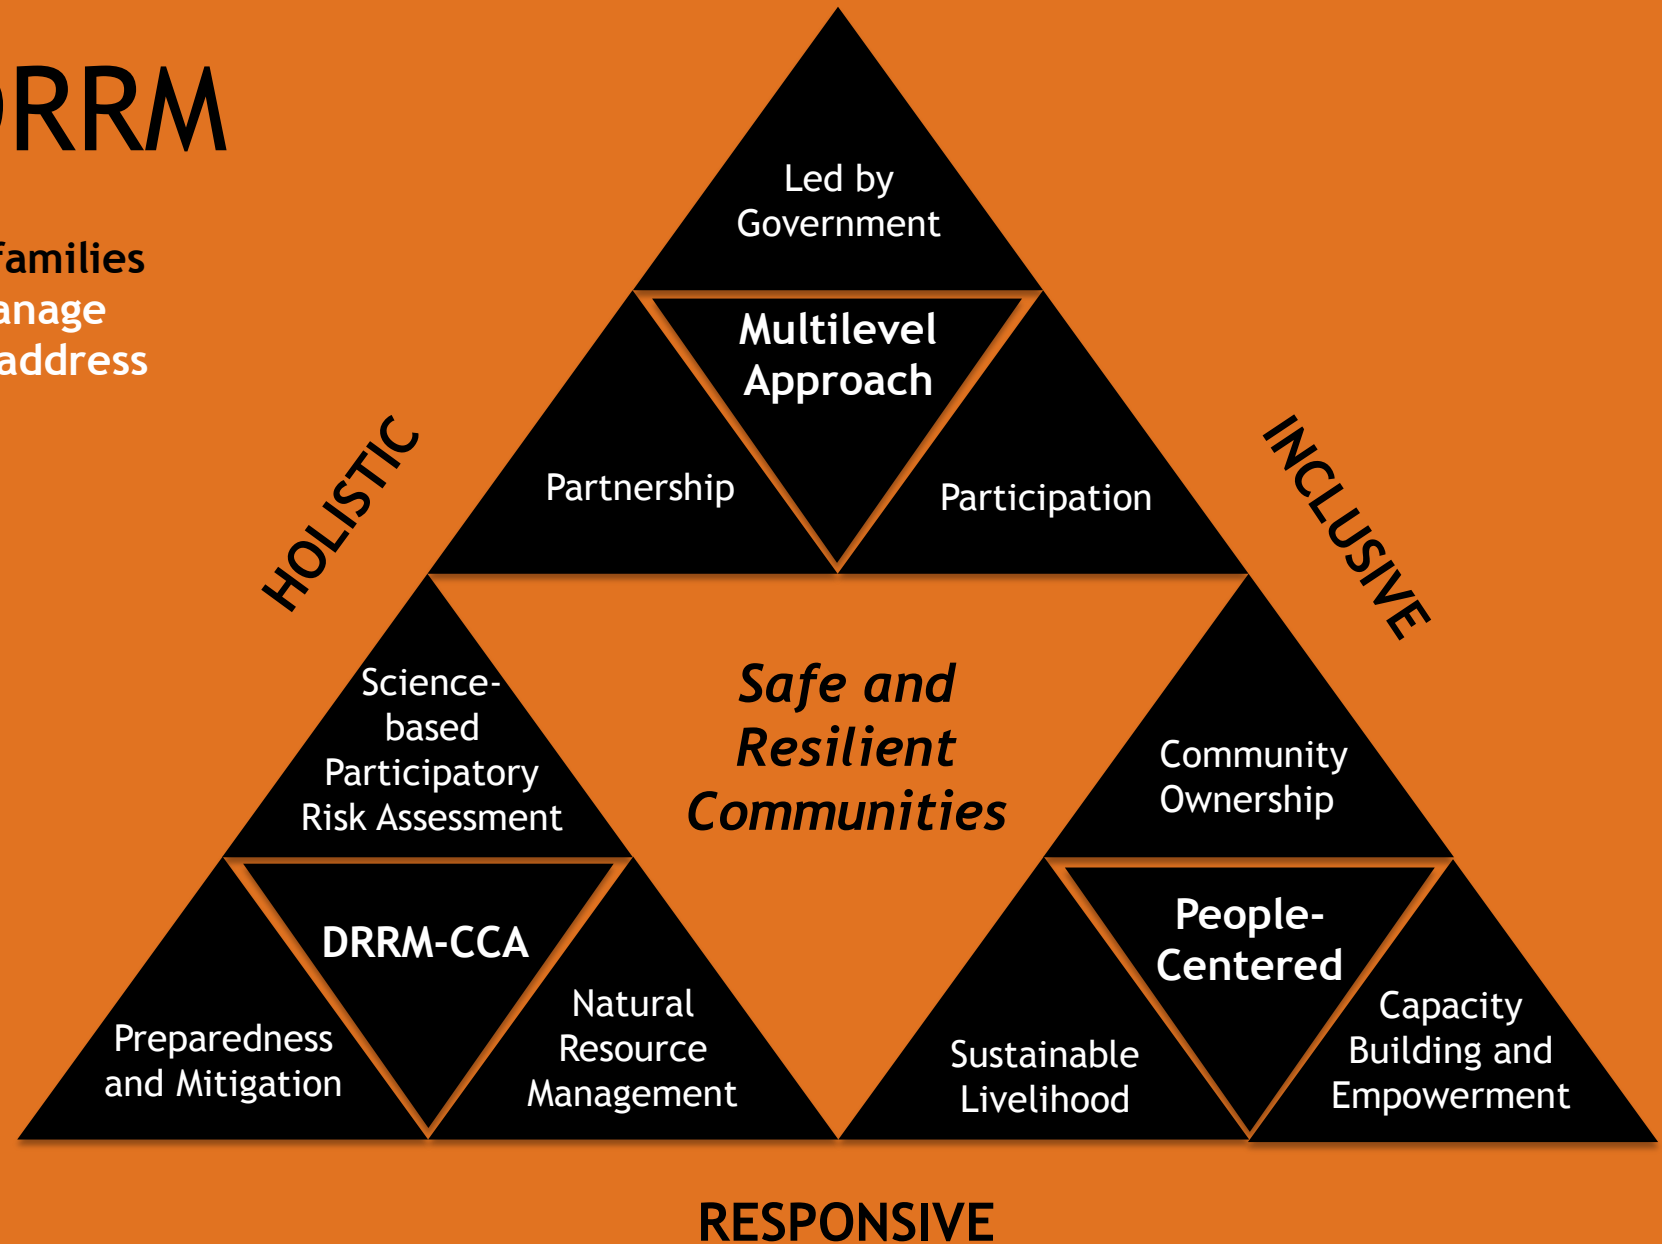 DRRM
families
anage
address
HOLISTIC
INCLUSIVE
Led by
Government
Multilevel
Approach
Partnership
Participation
Safe and
Resilient
Communities
Science-
based
Participatory
Risk Assessment
DRRM-CCA
Preparedness
and Mitigation
Natural
Resource
Management
Community
Ownership
People-
Centered
Sustainable
Livelihood
Capacity
Building and
Empowerment
RESPONSIVE